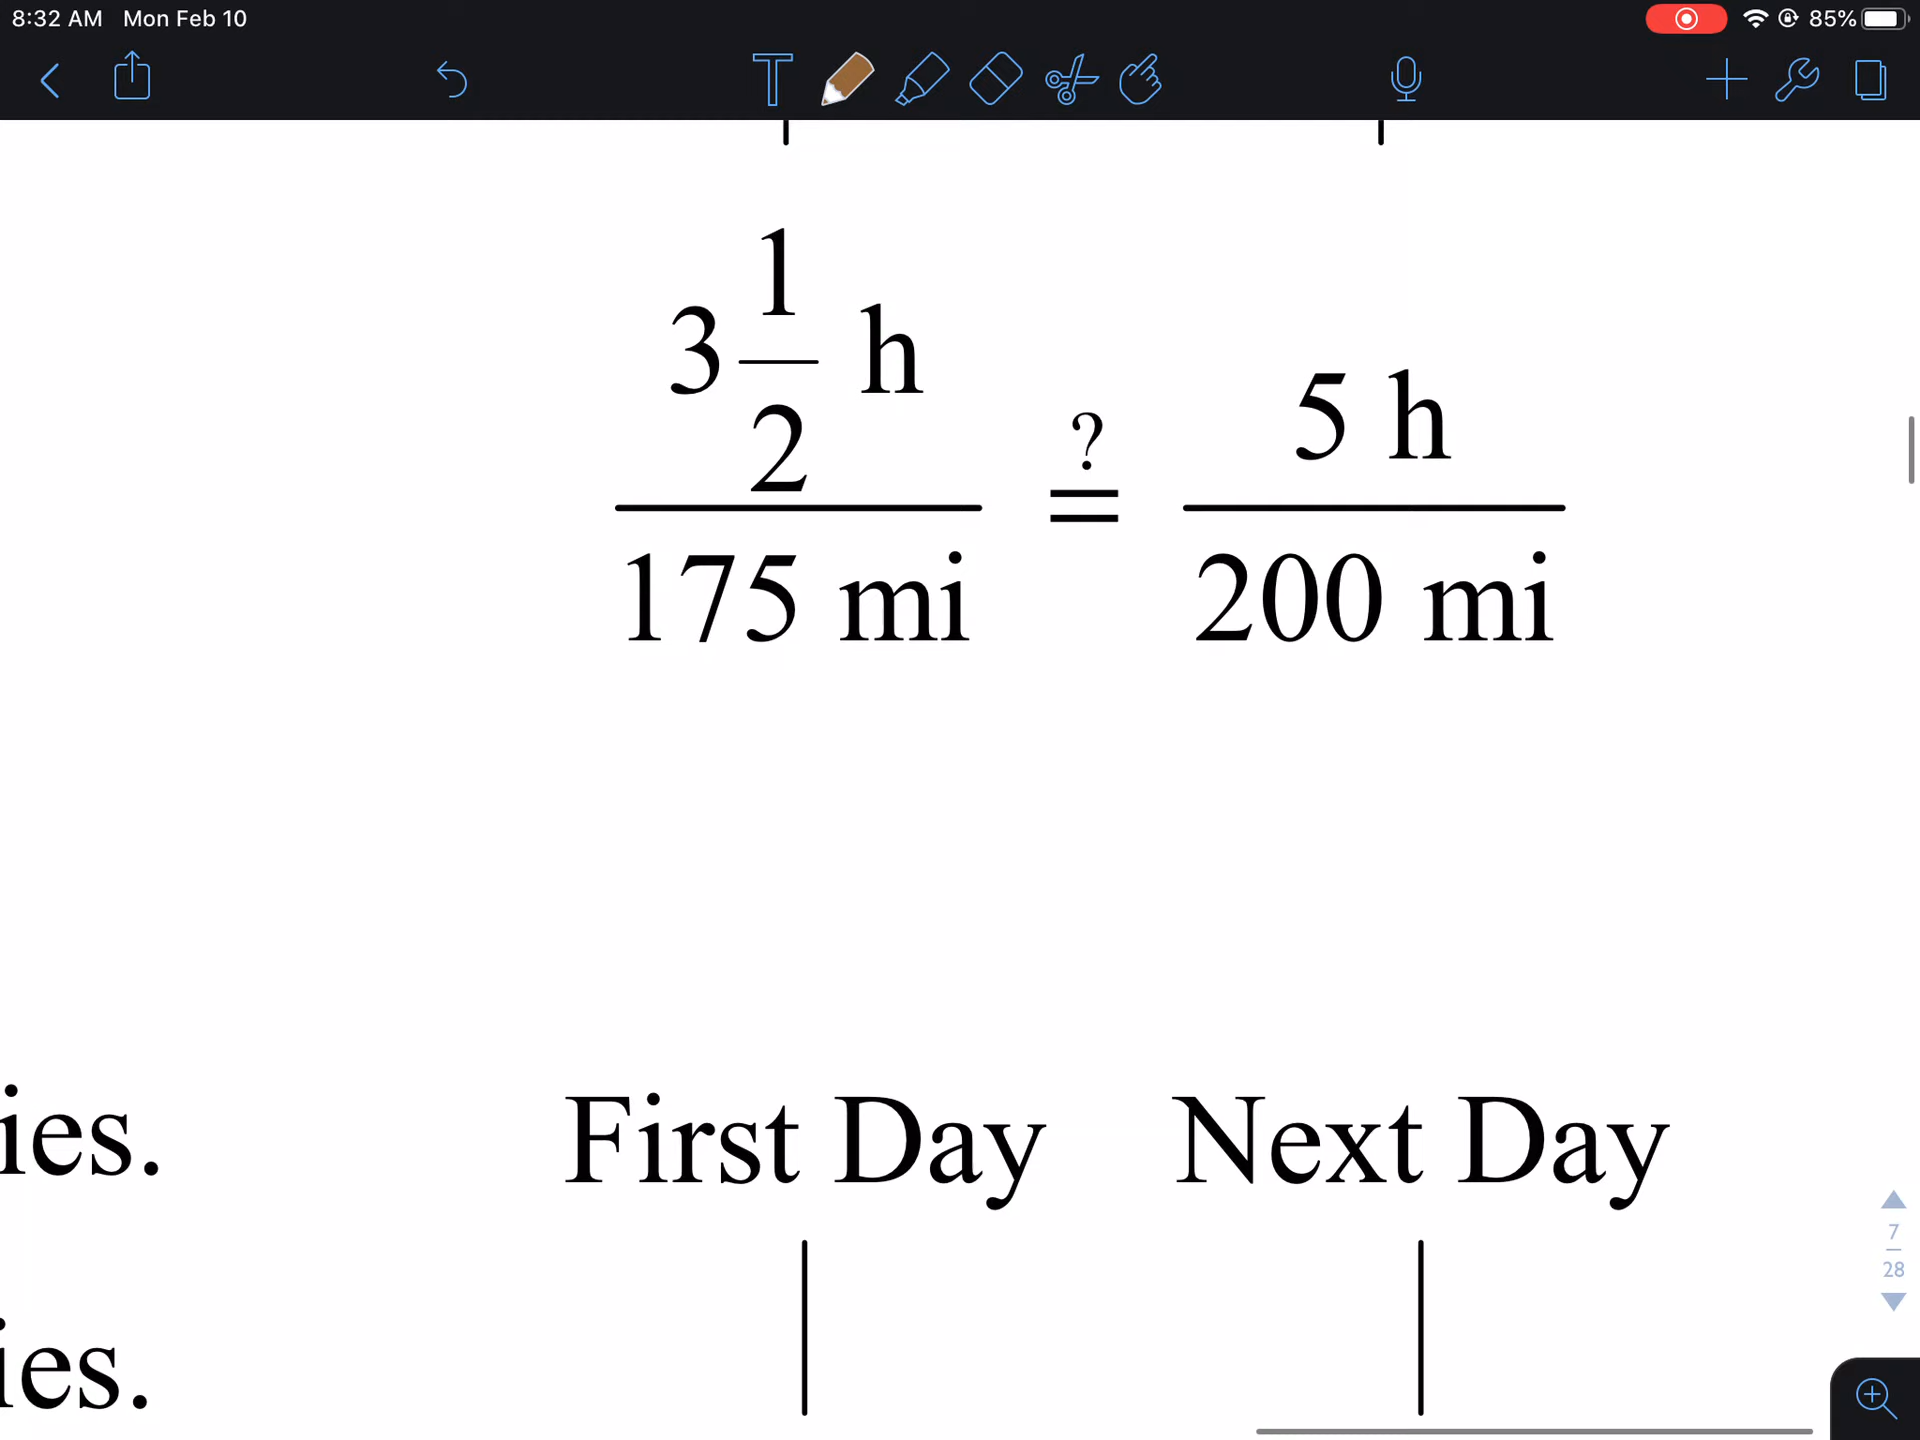 8:32 AM Mon Feb 10 85%
T
3 1/2 h / 175 mi ?= 5 h / 200 mi
ies. First Day Next Day
7
28
ies.